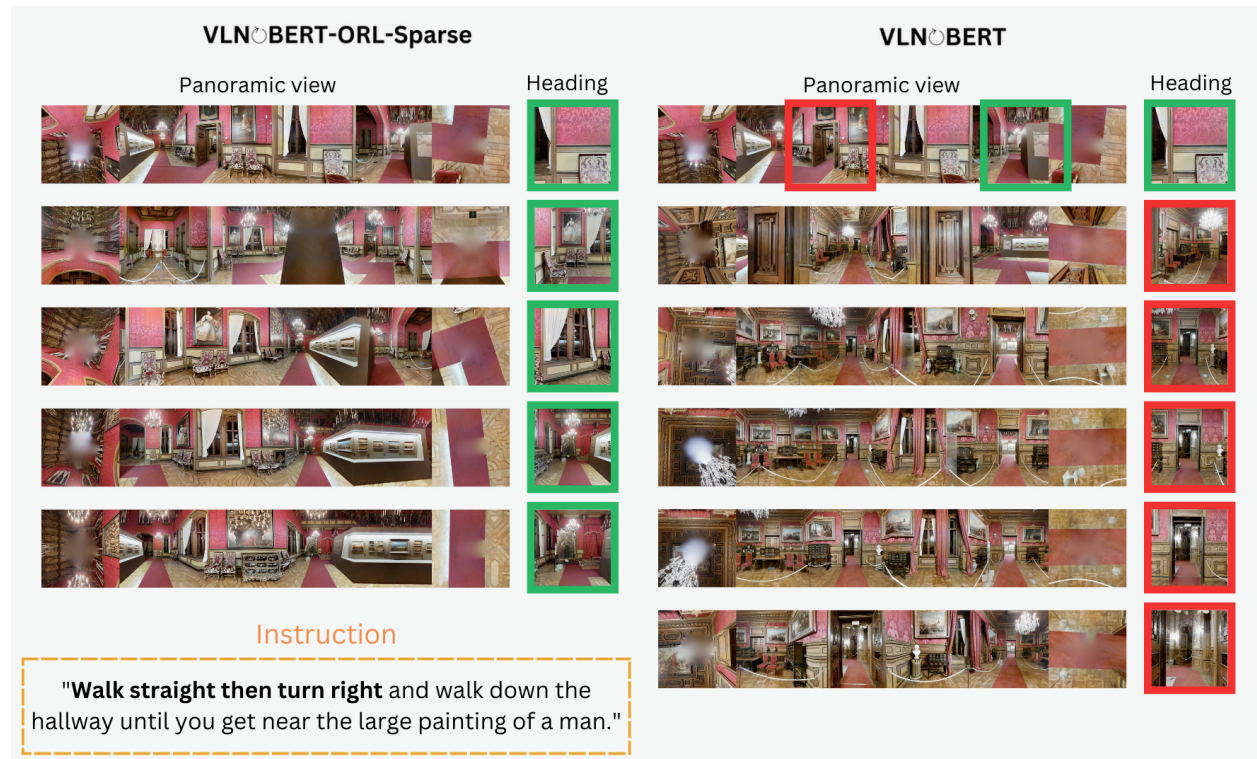 VLN↻BERT-ORL-Sparse
Panoramic view
Heading
VLN↻BERT
Panoramic view
Heading
Instruction
"Walk straight then turn right and walk down the
hallway until you get near the large painting of a man."